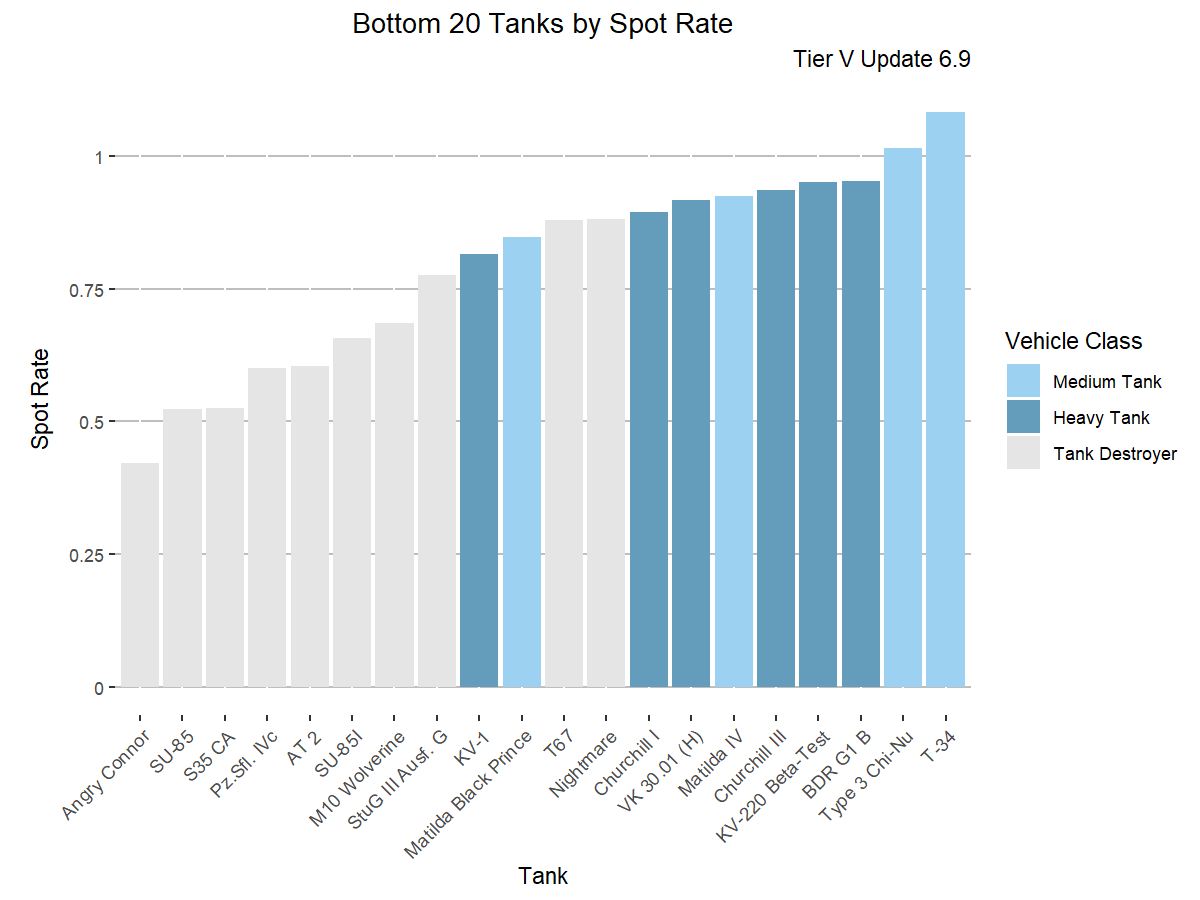 Bottom 20 Tanks by Spot Rate
Tier V Update 6.9
1
0.75
0.5
0.25
0
Spot Rate
Angry Connor
SU-85
S35 CA
Pz.Sfl. IVc
AT 2
SU-85I
M10 Wolverine
StuG III Ausf. G
KV-1
Matilda Black Prince
T67
Nightmare
Churchill I
VK 30.01 (H)
Matilda IV
Churchill III
KV-220 Beta-Test
BDR G1 B
Type 3 Chi-Nu
T-34
Tank
Vehicle Class
Medium Tank
Heavy Tank
Tank Destroyer